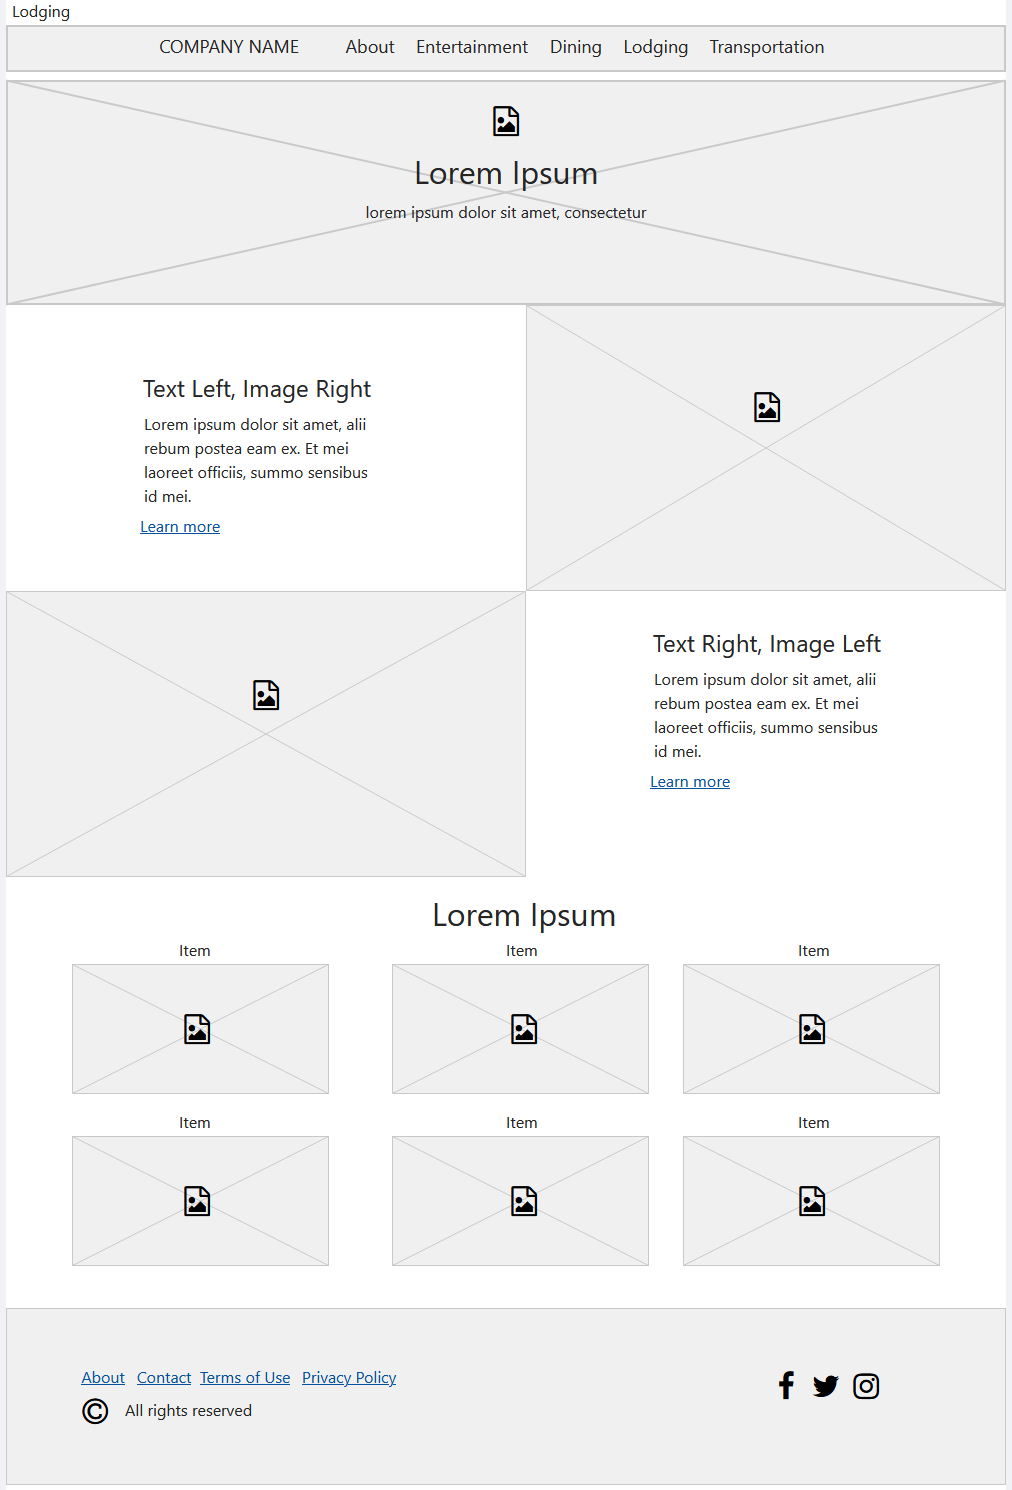 Lodging
COMPANY NAME About Entertainment Dining Lodging Transportation
Lorem Ipsum
lorem ipsum dolor sit amet, consectetur
Text Left, Image Right
Lorem ipsum dolor sit amet, alii
rebum postea eam ex. Et mei
laoreet officiis, summo sensibus
id mei.
Learn more
Text Right, Image Left
Lorem ipsum dolor sit amet, alii
rebum postea eam ex. Et mei
laoreet officiis, summo sensibus
id mei.
Learn more
Lorem Ipsum
Item Item Item
Item Item Item
About Contact Terms of Use Privacy Policy
© All rights reserved